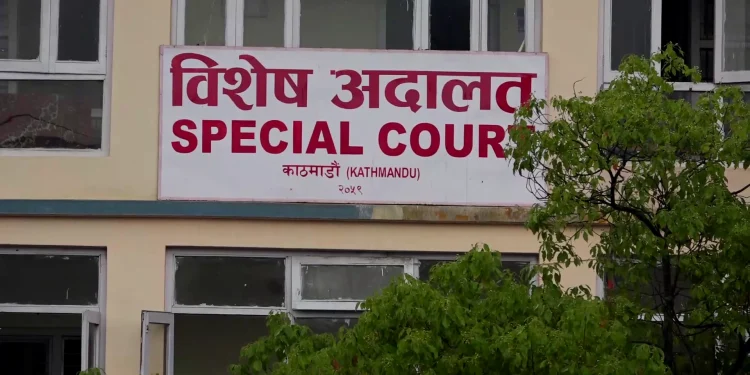 विशेष अदालत
SPECIAL COURT
काठमाडौं (KATHMANDU)
२०५९